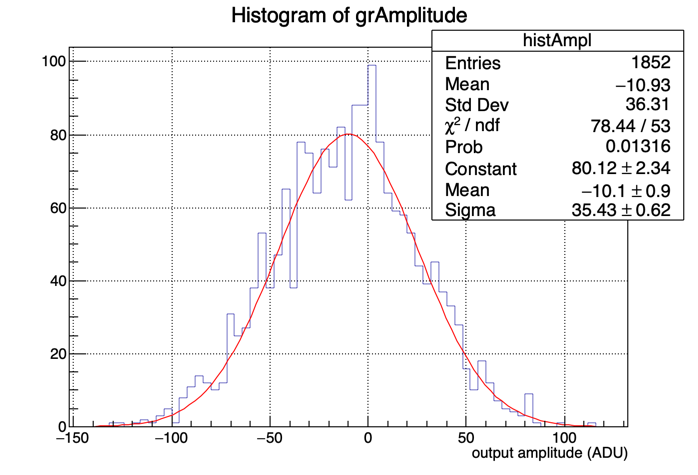 Histogram of grAmplitude
histAmpl
Entries 1852
Mean −10.93
Std Dev 36.31
χ² / ndf 78.44 / 53
Prob 0.01316
Constant 80.12 ± 2.34
Mean −10.1 ± 0.9
Sigma 35.43 ± 0.62
100
80
60
40
20
0
−150 −100 −50 0 50 100
output amplitude (ADU)